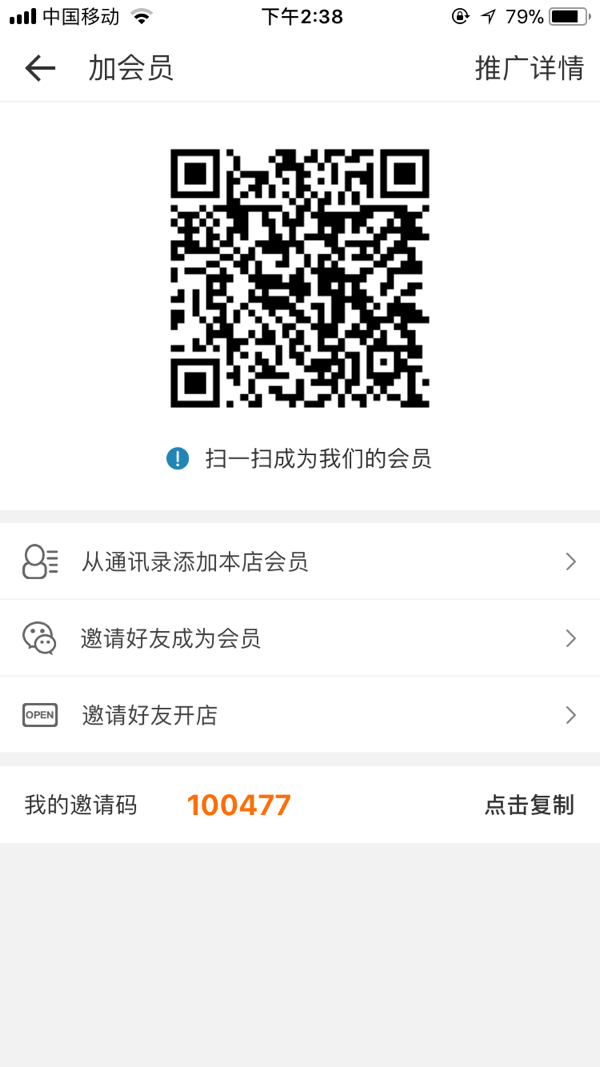 中国移动 下午2:38 79%
加会员 推广详情
扫一扫成为我们的会员
从通讯录添加本店会员
邀请好友成为会员
OPEN 邀请好友开店
我的邀请码 100477 点击复制